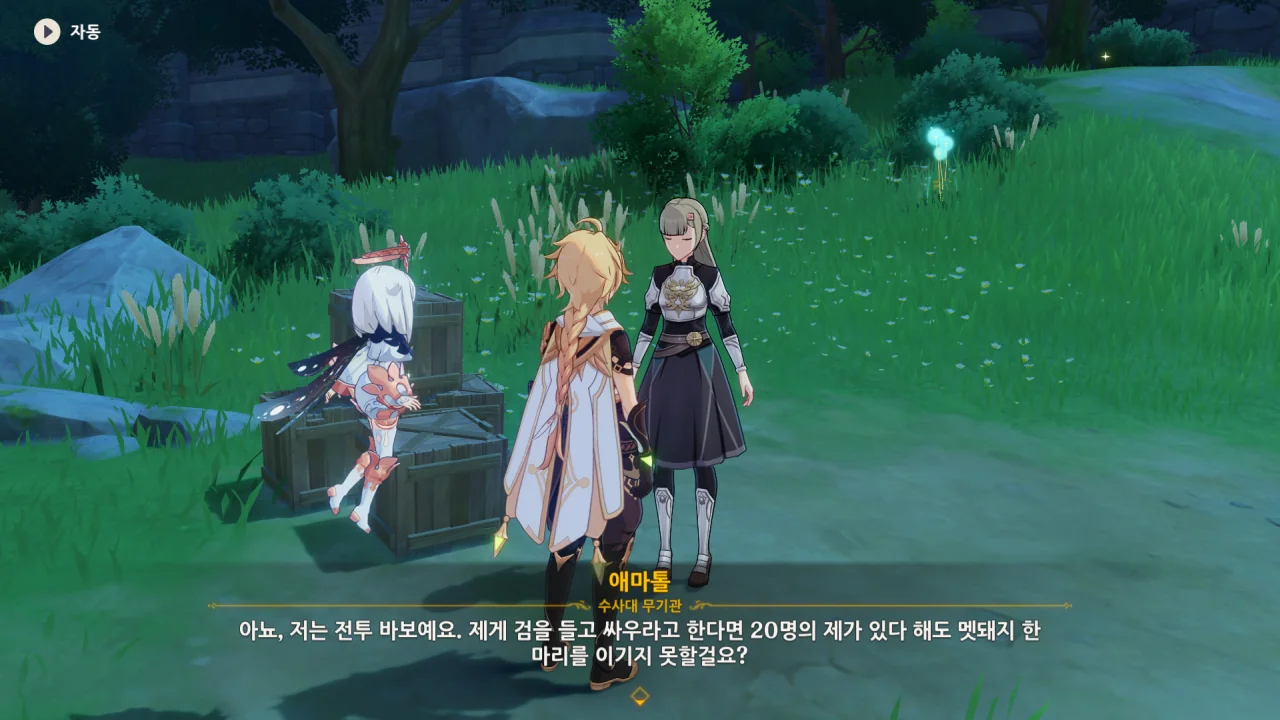 자동
애마톨
수사대 무기관
아뇨, 저는 전투 바보예요. 제게 검을 들고 싸우라고 한다면 20명의 제가 있다 해도 멧돼지 한
마리를 이기지 못할걸요?